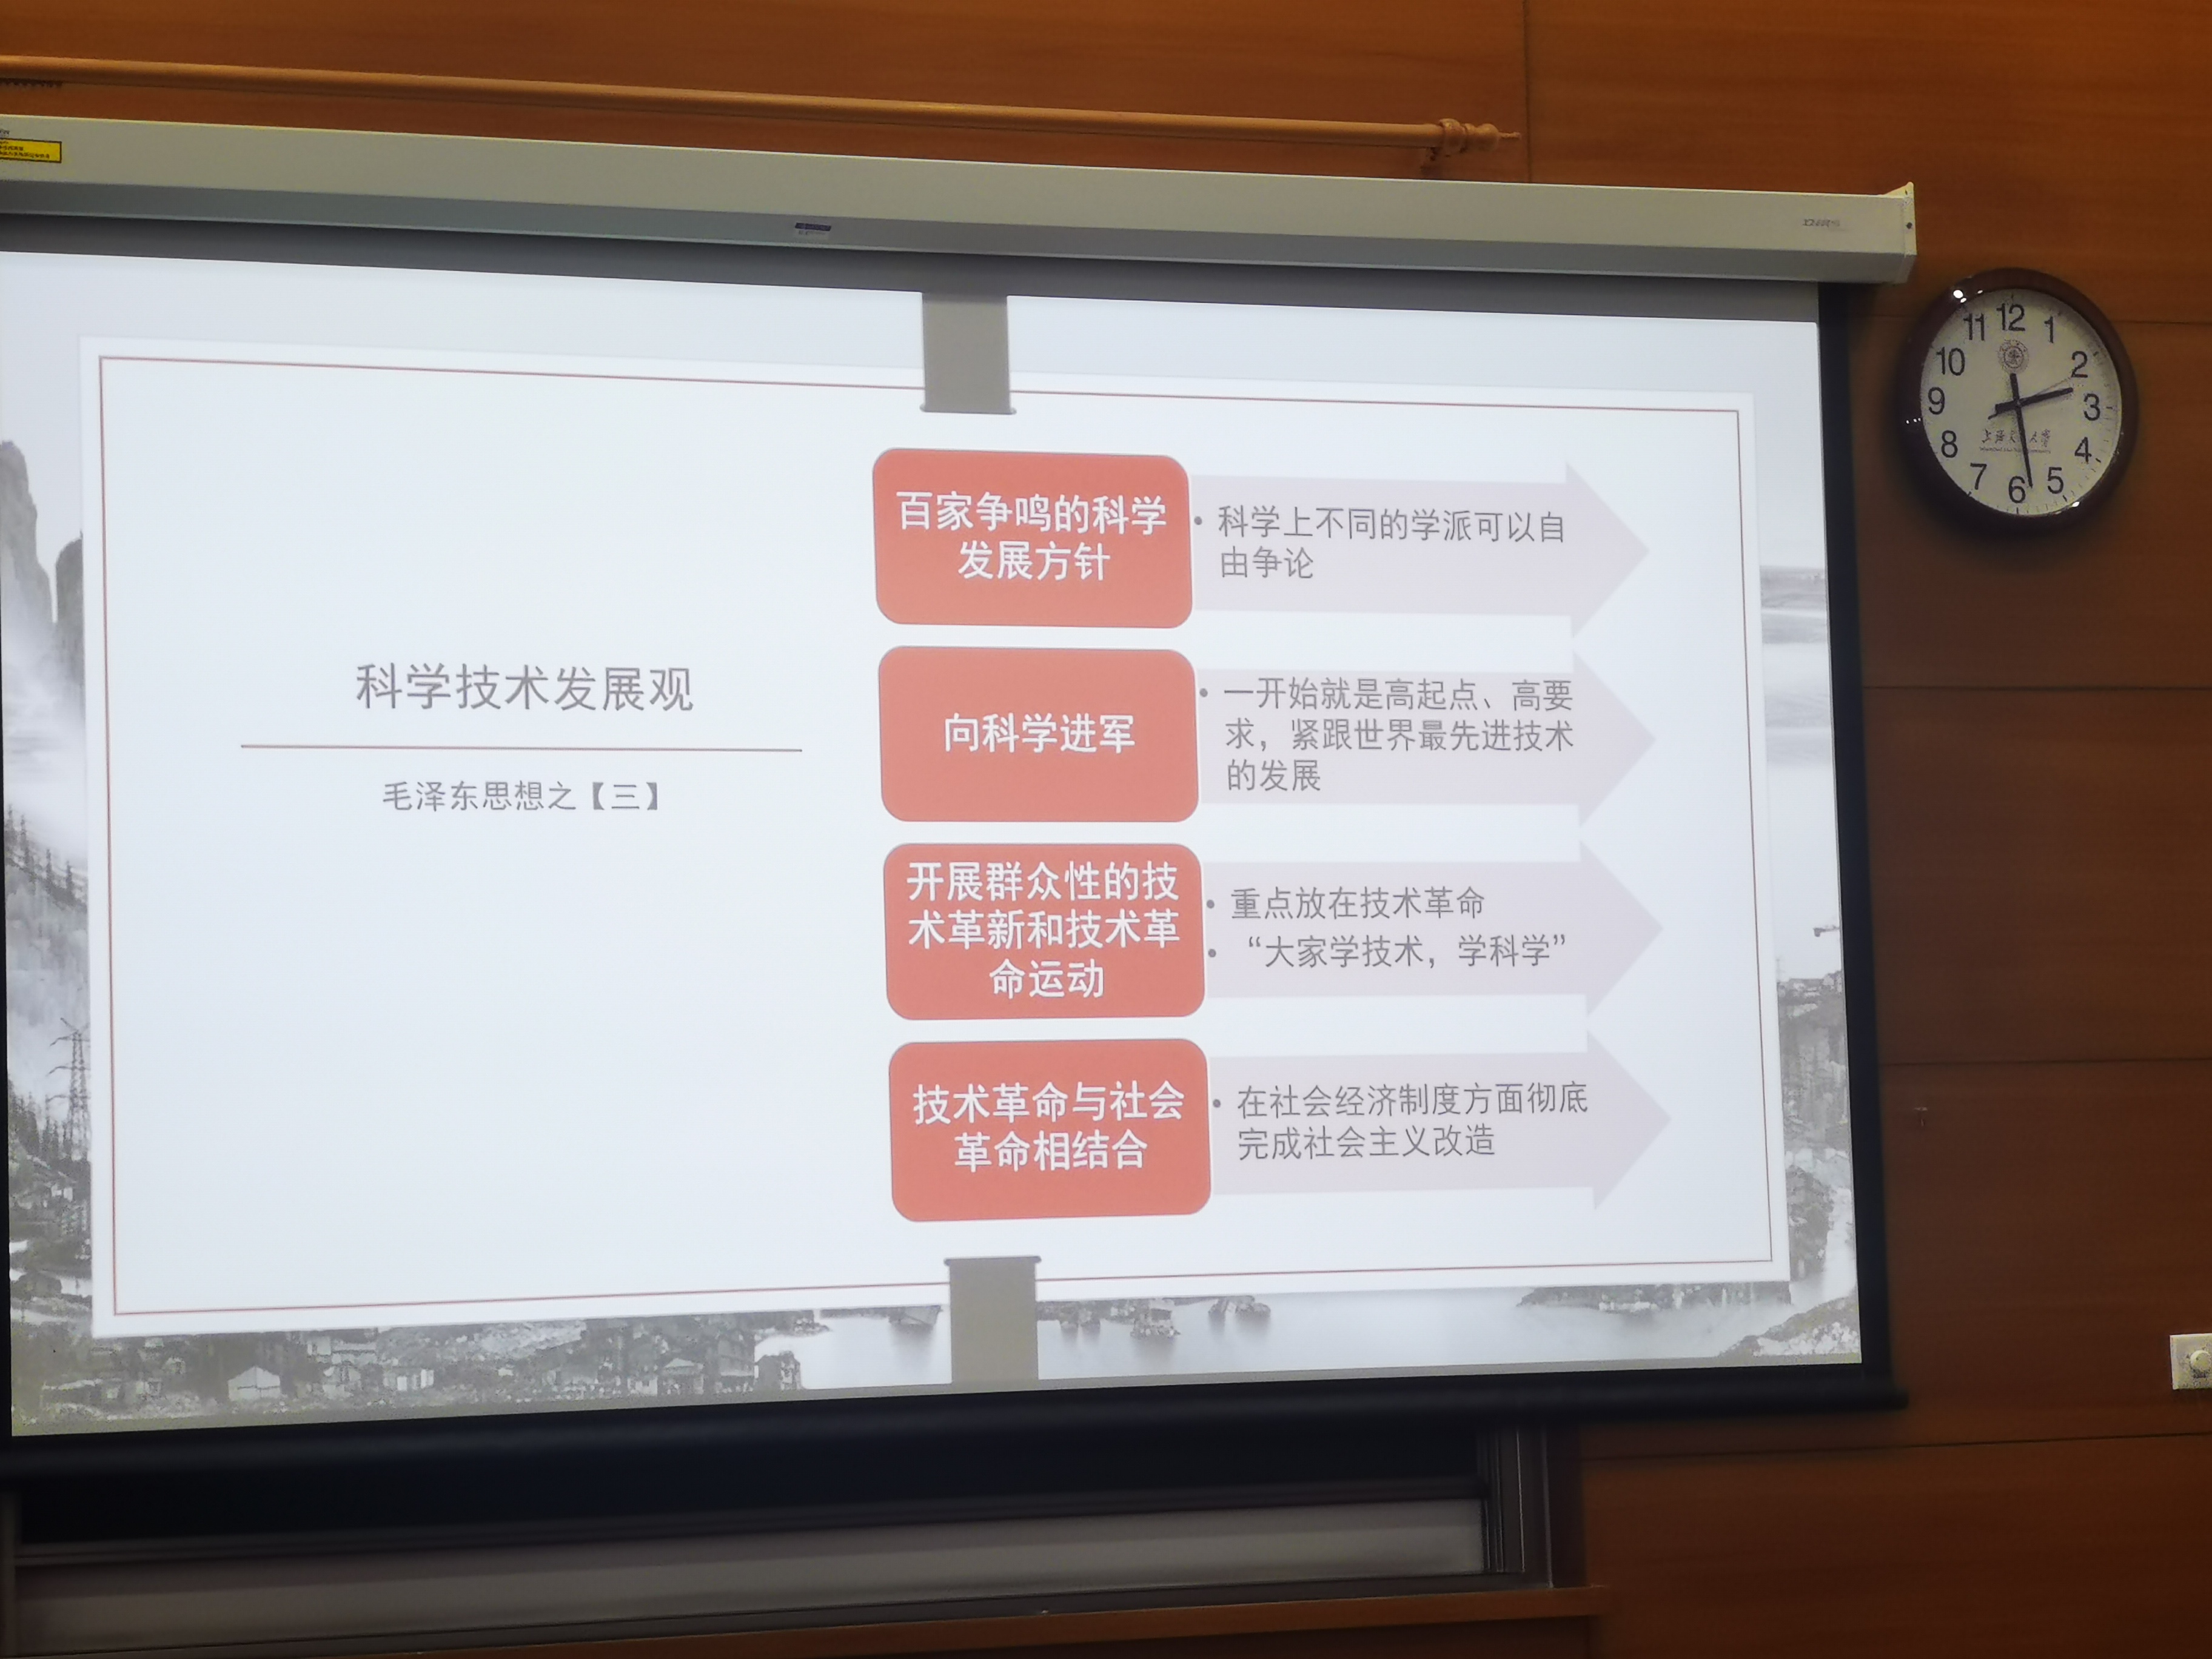 科学技术发展观
毛泽东思想之【三】
百家争鸣的科学
发展方针
• 科学上不同的学派可以自
由争论
向科学进军
• 一开始就是高起点、高要
求，紧跟世界最先进技术
的发展
开展群众性的技
术革新和技术革
命运动
• 重点放在技术革命
• “大家学技术，学科学”
技术革命与社会
革命相结合
• 在社会经济制度方面彻底
完成社会主义改造
12
1
2
3
4
5
6
7
8
9
10
11
上海交通大学